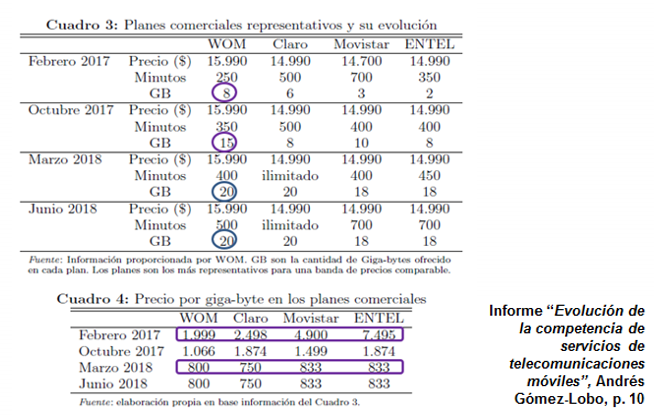 Cuadro 3: Planes comerciales representativos y su evolución
WOM Claro Movistar ENTEL
Febrero 2017 Precio ($) 15.990 14.990 14.700 14.990
Minutos 250 500 700 350
GB 8 6 3 2
Octubre 2017 Precio ($) 15.990 14.990 14.990 14.990
Minutos 350 500 400 400
GB 15 8 10 8
Marzo 2018 Precio ($) 15.990 14.990 14.990 14.990
Minutos 400 ilimitado 400 450
GB 20 20 18 18
Junio 2018 Precio ($) 15.990 14.990 14.990 14.990
Minutos 500 ilimitado 700 700
GB 20 20 18 18
Fuente: Información proporcionada por WOM. GB son la cantidad de Giga-bytes ofrecido
en cada plan. Los planes son los más representativos para una banda de precios comparable.
Cuadro 4: Precio por giga-byte en los planes comerciales
WOM Claro Movistar ENTEL
Febrero 2017 1.999 2.498 4.900 7.495
Octubre 2017 1.066 1.874 1.499 1.874
Marzo 2018 800 750 833 833
Junio 2018 800 750 833 833
Fuente: elaboración propia en base información del Cuadro 3.
Informe “Evolución de
la competencia de
servicios de
telecomunicaciones
móviles”, Andrés
Gómez-Lobo, p. 10